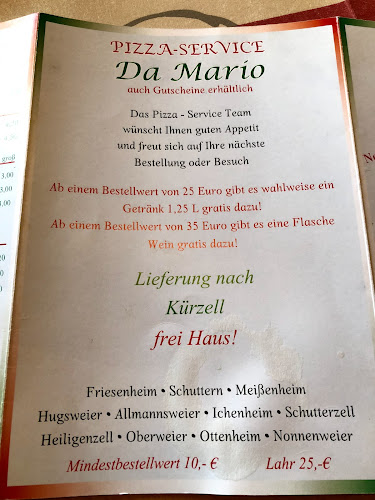 PIZZA-SERVICE
Da Mario
auch Gutscheine erhältlich
Das Pizza - Service Team
wünscht Ihnen guten Appetit
und freut sich auf Ihre nächste
Bestellung oder Besuch
Ab einem Bestellwert von 25 Euro gibt es wahlweise ein
Getränk 1,25 L gratis dazu!
Ab einem Bestellwert von 35 Euro gibt es eine Flasche
Wein gratis dazu!
Lieferung nach
Kürzell
frei Haus!
Friesenheim • Schuttern • Meißenheim
Hugsweier • Allmannsweier • Ichenheim • Schutterzell
Heiligenzell • Oberweier • Ottenheim • Nonnenweier
Mindestbestellwert 10,- € Lahr 25,-€
groß
3,00